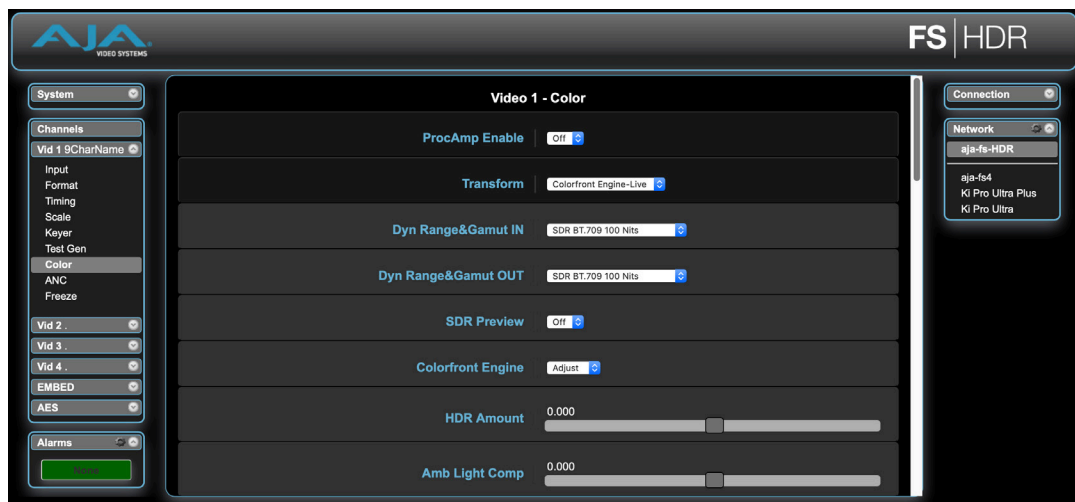 AJA
VIDEO SYSTEMS
FS|HDR
System
Channels
Vid 1 9CharName
Input
Format
Timing
Scale
Keyer
Test Gen
Color
ANC
Freeze
Vid 2 .
Vid 3 .
Vid 4 .
EMBED
AES
Alarms
None
Video 1 - Color
ProcAmp Enable Off
Transform Colorfront Engine-Live
Dyn Range&Gamut IN SDR BT.709 100 Nits
Dyn Range&Gamut OUT SDR BT.709 100 Nits
SDR Preview Off
Colorfront Engine Adjust
HDR Amount 0.000
Amb Light Comp 0.000
Connection
Network
aja-fs-HDR
aja-fs4
Ki Pro Ultra Plus
Ki Pro Ultra